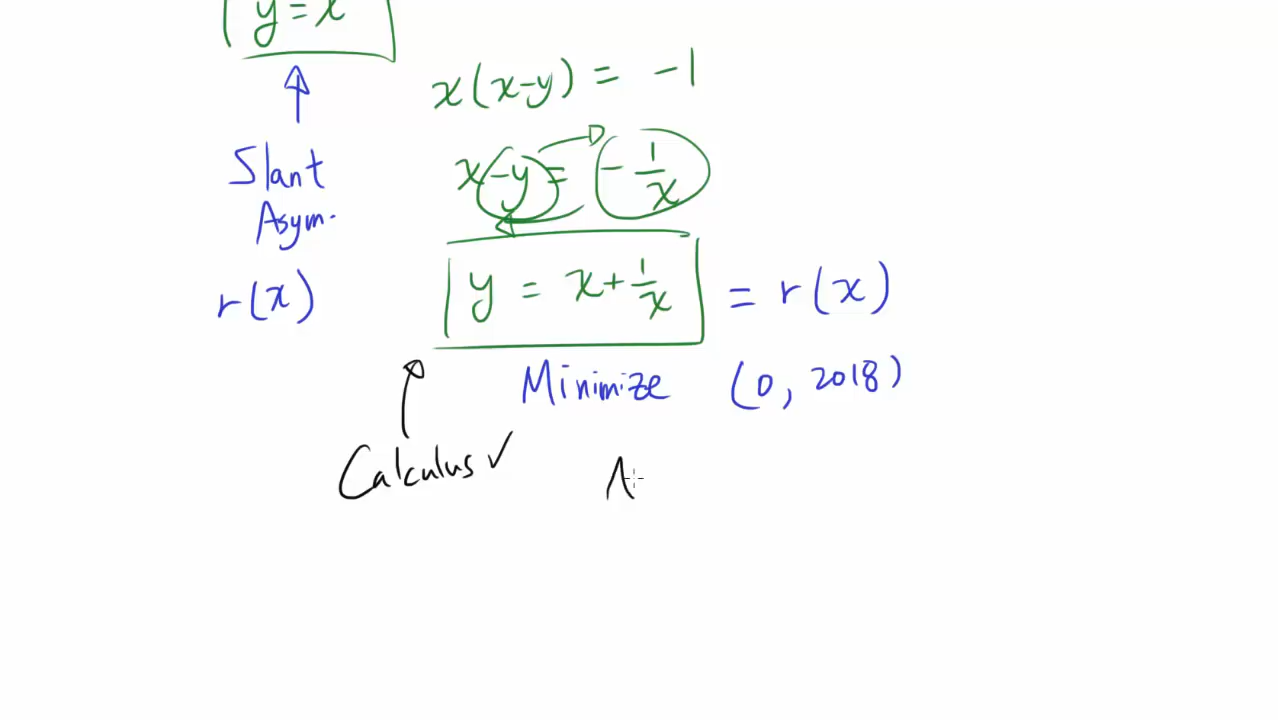 y = x
x(x-y) = -1
x-y = -1/x
Slant
Asym.
y = x+1/x = r(x)
r(x)
Minimize (0, 2018)
Calculus ✓